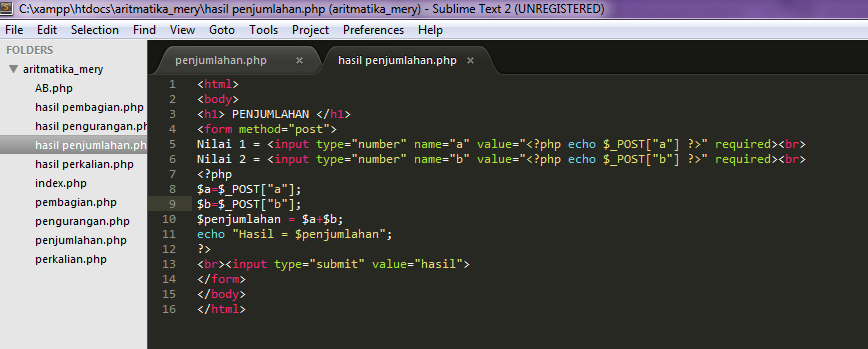 C:\xampp\htdocs\aritmatika_mery\hasil penjumlahan.php (aritmatika_mery) - Sublime Text 2 (UNREGISTERED)
File Edit Selection Find View Goto Tools Project Preferences Help
FOLDERS
aritmatika_mery
AB.php
hasil pembagian.php
hasil pengurangan.ph
hasil penjumlahan.ph
hasil perkalian.php
index.php
pembagian.php
pengurangan.php
penjumlahan.php
perkalian.php
penjumlahan.php × hasil penjumlahan.php ×
1 <html>
2 <body>
3 <h1> PENJUMLAHAN </h1>
4 <form method="post">
5 Nilai 1 = <input type="number" name="a" value="<?php echo $_POST["a"] ?>" required><br>
6 Nilai 2 = <input type="number" name="b" value="<?php echo $_POST["b"] ?>" required><br>
7 <?php
8 $a=$_POST["a"];
9 $b=$_POST["b"];
10 $penjumlahan = $a+$b;
11 echo "Hasil = $penjumlahan";
12 ?>
13 <br><input type="submit" value="hasil">
14 </form>
15 </body>
16 </html>